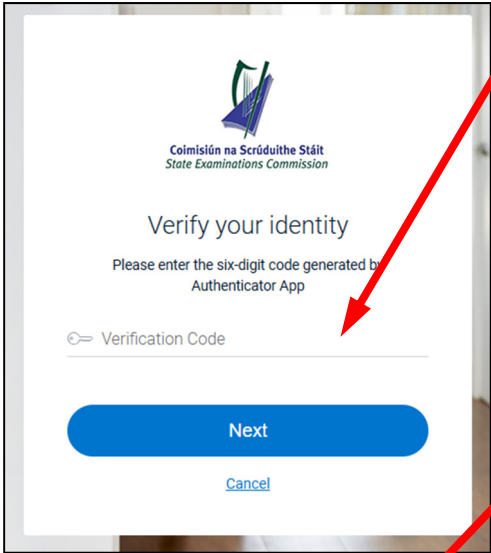 Coimisiún na Scrúduithe Stáit
State Examinations Commission
Verify your identity
Please enter the six-digit code generated by
Authenticator App
Verification Code
Next
Cancel